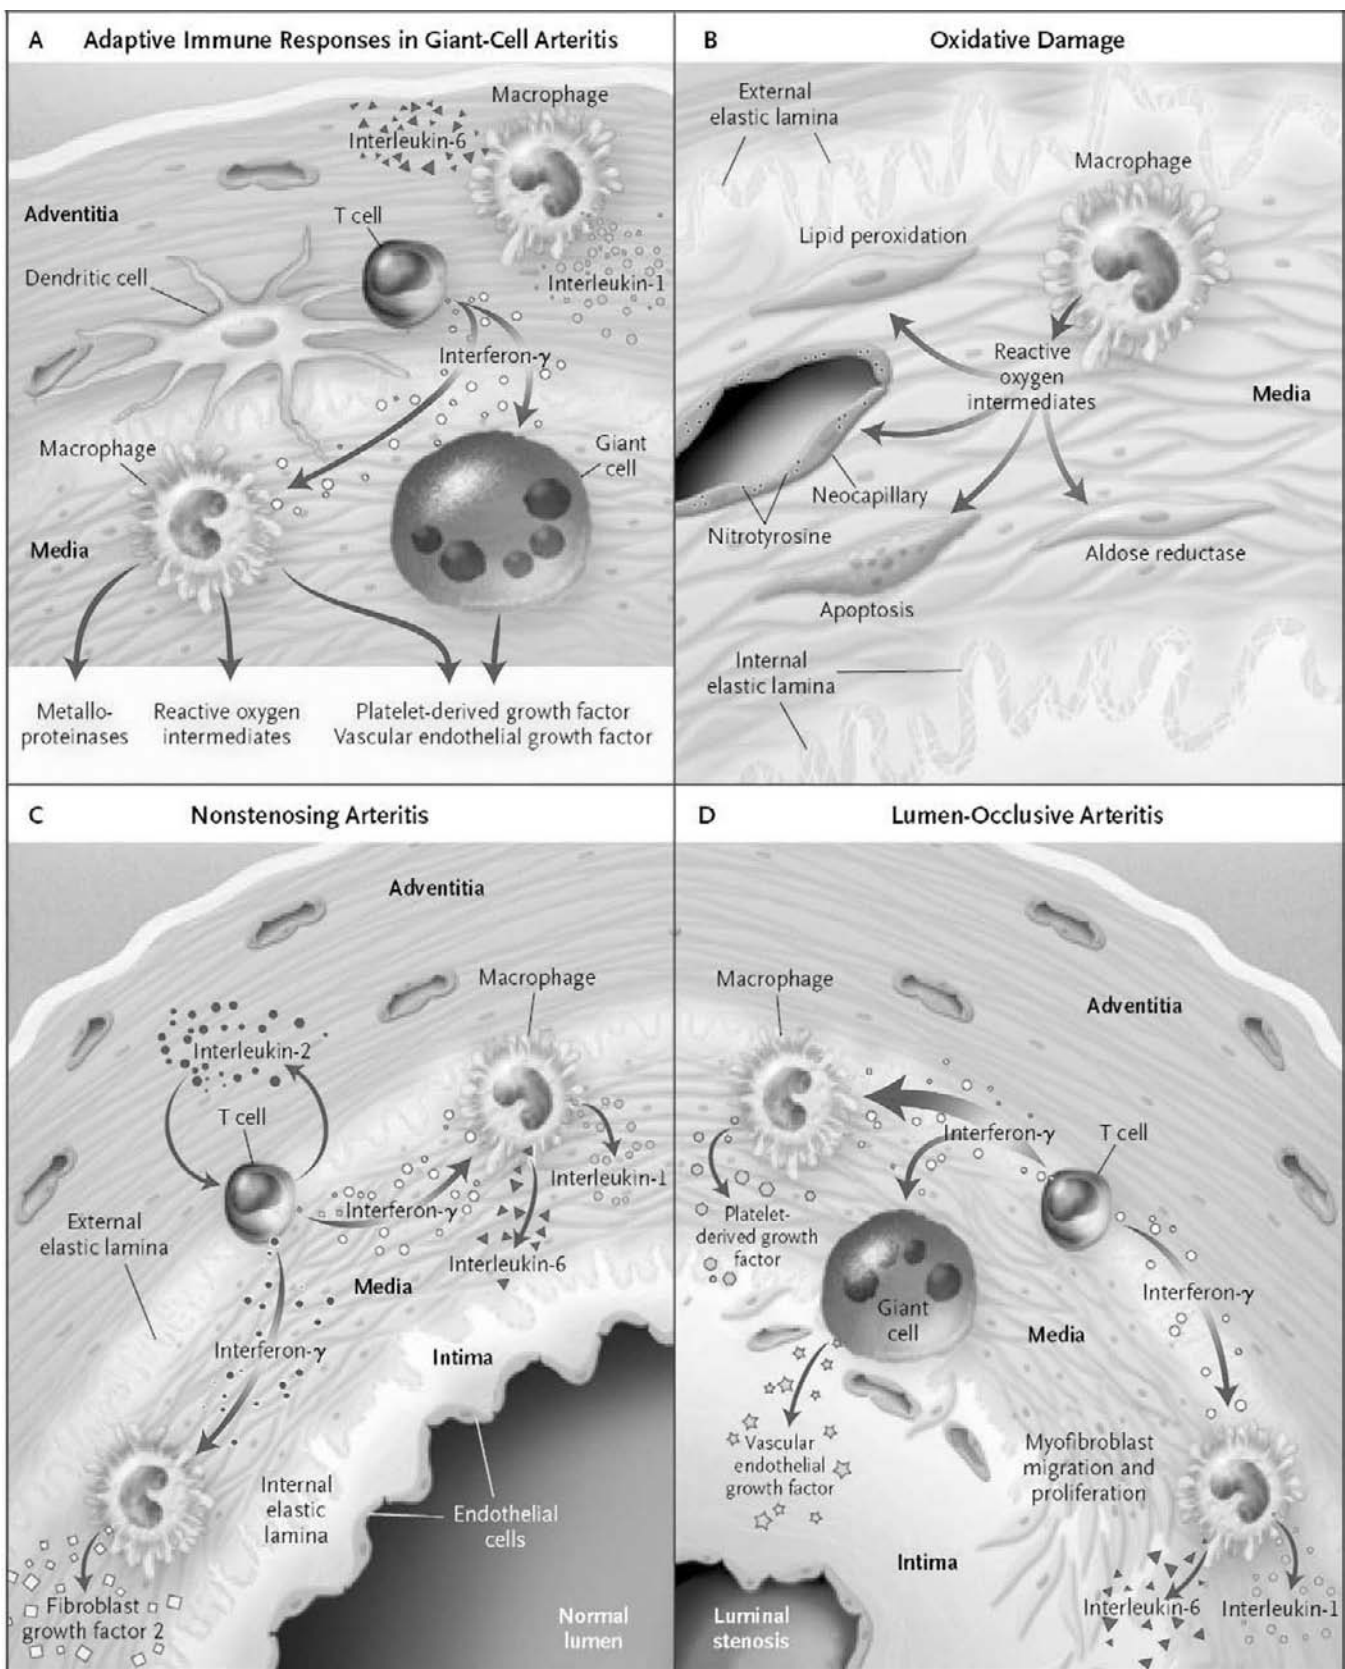 A Adaptive Immune Responses in Giant-Cell Arteritis
Macrophage
Interleukin-6
Adventitia
T cell
Dendritic cell
Interleukin-1
Interferon-γ
Macrophage
Giant
cell
Media
Metallo-
proteinases
Reactive oxygen
intermediates
Platelet-derived growth factor
Vascular endothelial growth factor
B Oxidative Damage
External
elastic lamina
Macrophage
Lipid peroxidation
Reactive
oxygen
intermediates
Media
Neocapillary
Nitrotyrosine
Aldose reductase
Apoptosis
Internal
elastic lamina
C Nonstenosing Arteritis
Adventitia
Macrophage
Interleukin-2
T cell
Interleukin-1
Interferon-γ
External
elastic lamina
Interleukin-6
Media
Interferon-γ
Intima
Internal
elastic
lamina
Endothelial
cells
Fibroblast
growth factor 2
Normal
lumen
D Lumen-Occlusive Arteritis
Macrophage
Adventitia
Interferon-γ
T cell
Platelet-
derived growth
factor
Interferon-γ
Giant
cell
Media
Vascular
endothelial
growth factor
Myofibroblast
migration and
proliferation
Intima
Interleukin-6
Interleukin-1
Luminal
stenosis